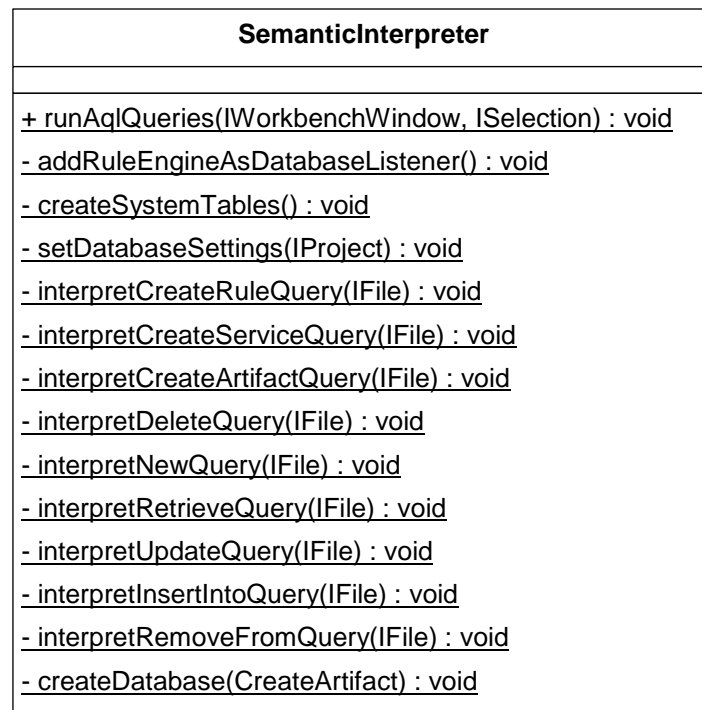 SemanticInterpreter
+ runAqlQueries(IWorkbenchWindow, ISelection) : void
- addRuleEngineAsDatabaseListener() : void
- createSystemTables() : void
- setDatabaseSettings(IProject) : void
- interpretCreateRuleQuery(IFile) : void
- interpretCreateServiceQuery(IFile) : void
- interpretCreateArtifactQuery(IFile) : void
- interpretDeleteQuery(IFile) : void
- interpretNewQuery(IFile) : void
- interpretRetrieveQuery(IFile) : void
- interpretUpdateQuery(IFile) : void
- interpretInsertIntoQuery(IFile) : void
- interpretRemoveFromQuery(IFile) : void
- createDatabase(CreateArtifact) : void